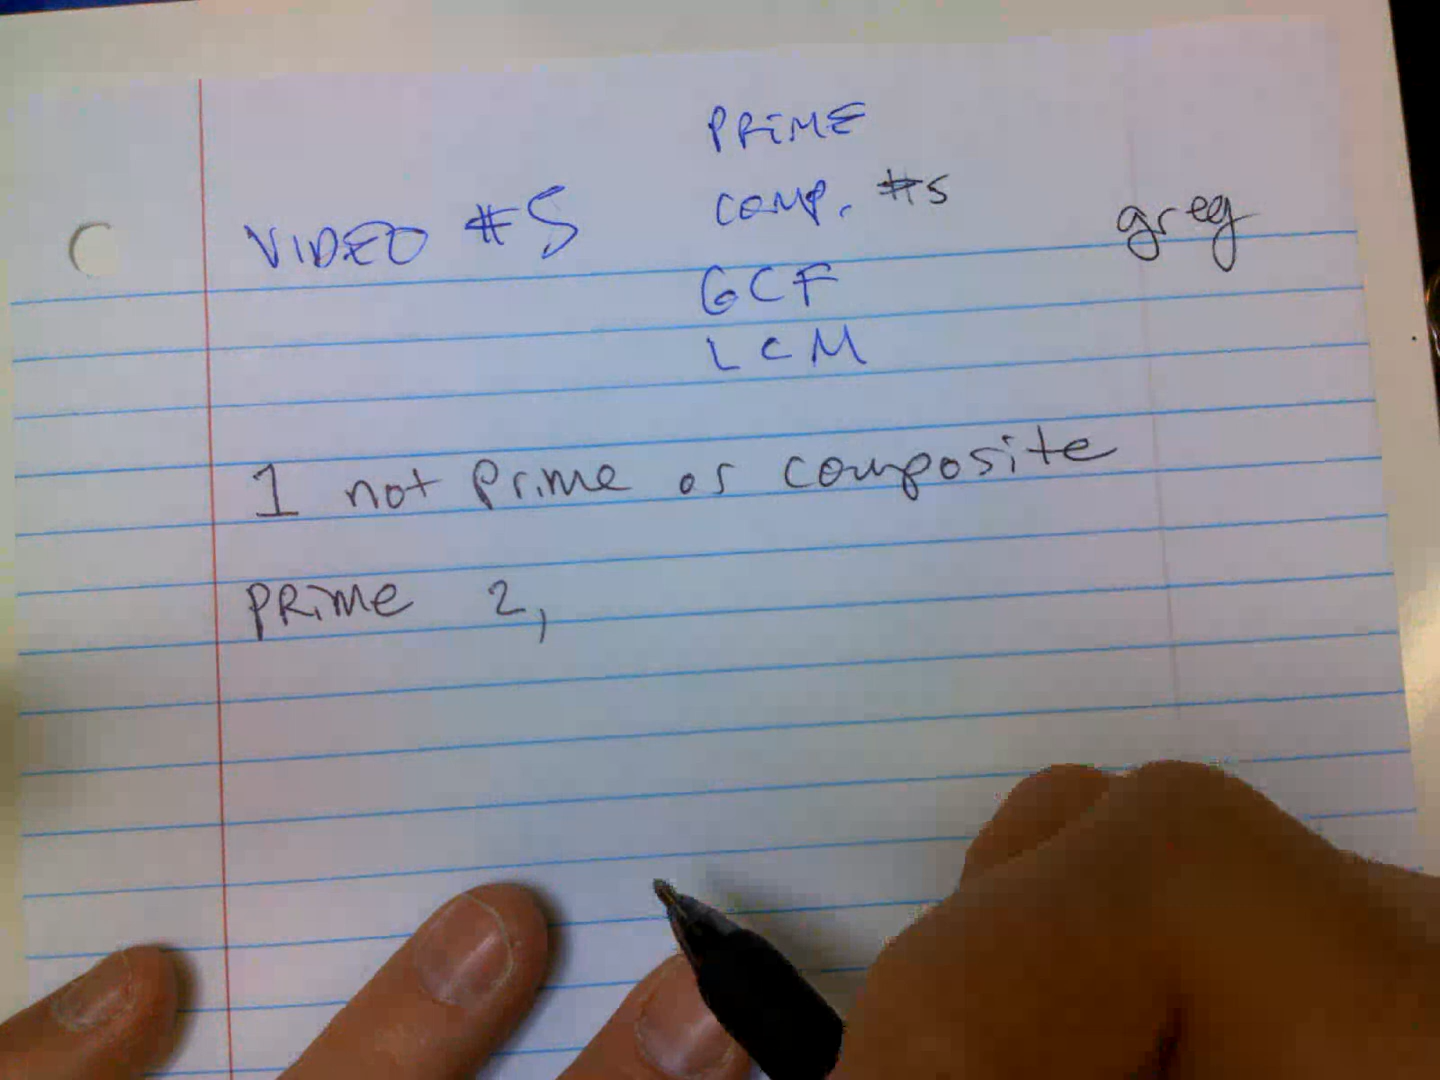 PRIME
COMP. #s
VIDEO #5
greg
GCF
LCM
1 not Prime or composite
PRime 2,